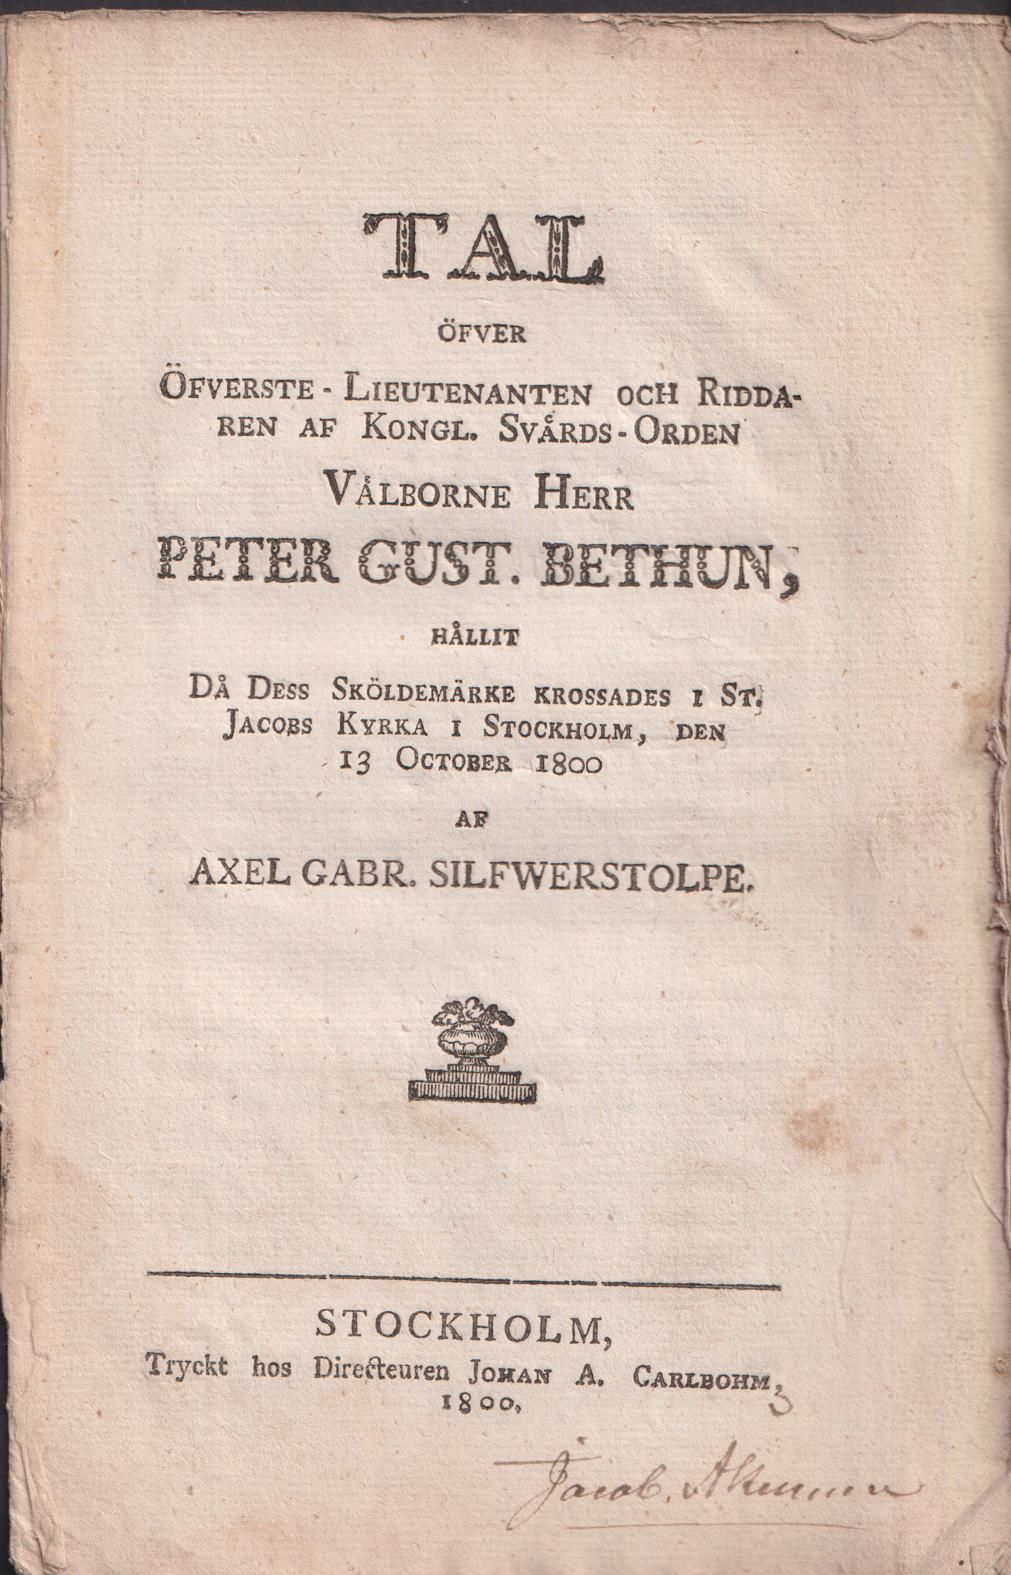 TAL
ÖFVER
ÖFVERSTE-LIEUTENANTEN OCH RIDDA-
REN AF KONGL. SVÅRDS-ORDEN
VÅLBORNE HERR
PETER GUST. BETHUN,
HÅLLIT
DÅ DESS SKÖLDEMÄRKE KROSSADES I ST.
JACOBS KYRKA I STOCKHOLM, DEN
13 OCTOBER 1800
AF
AXEL GABR. SILFWERSTOLPE.
STOCKHOLM,
Tryckt hos Directeuren JOHAN A. CARLBOHM,
1800.
Jacob.